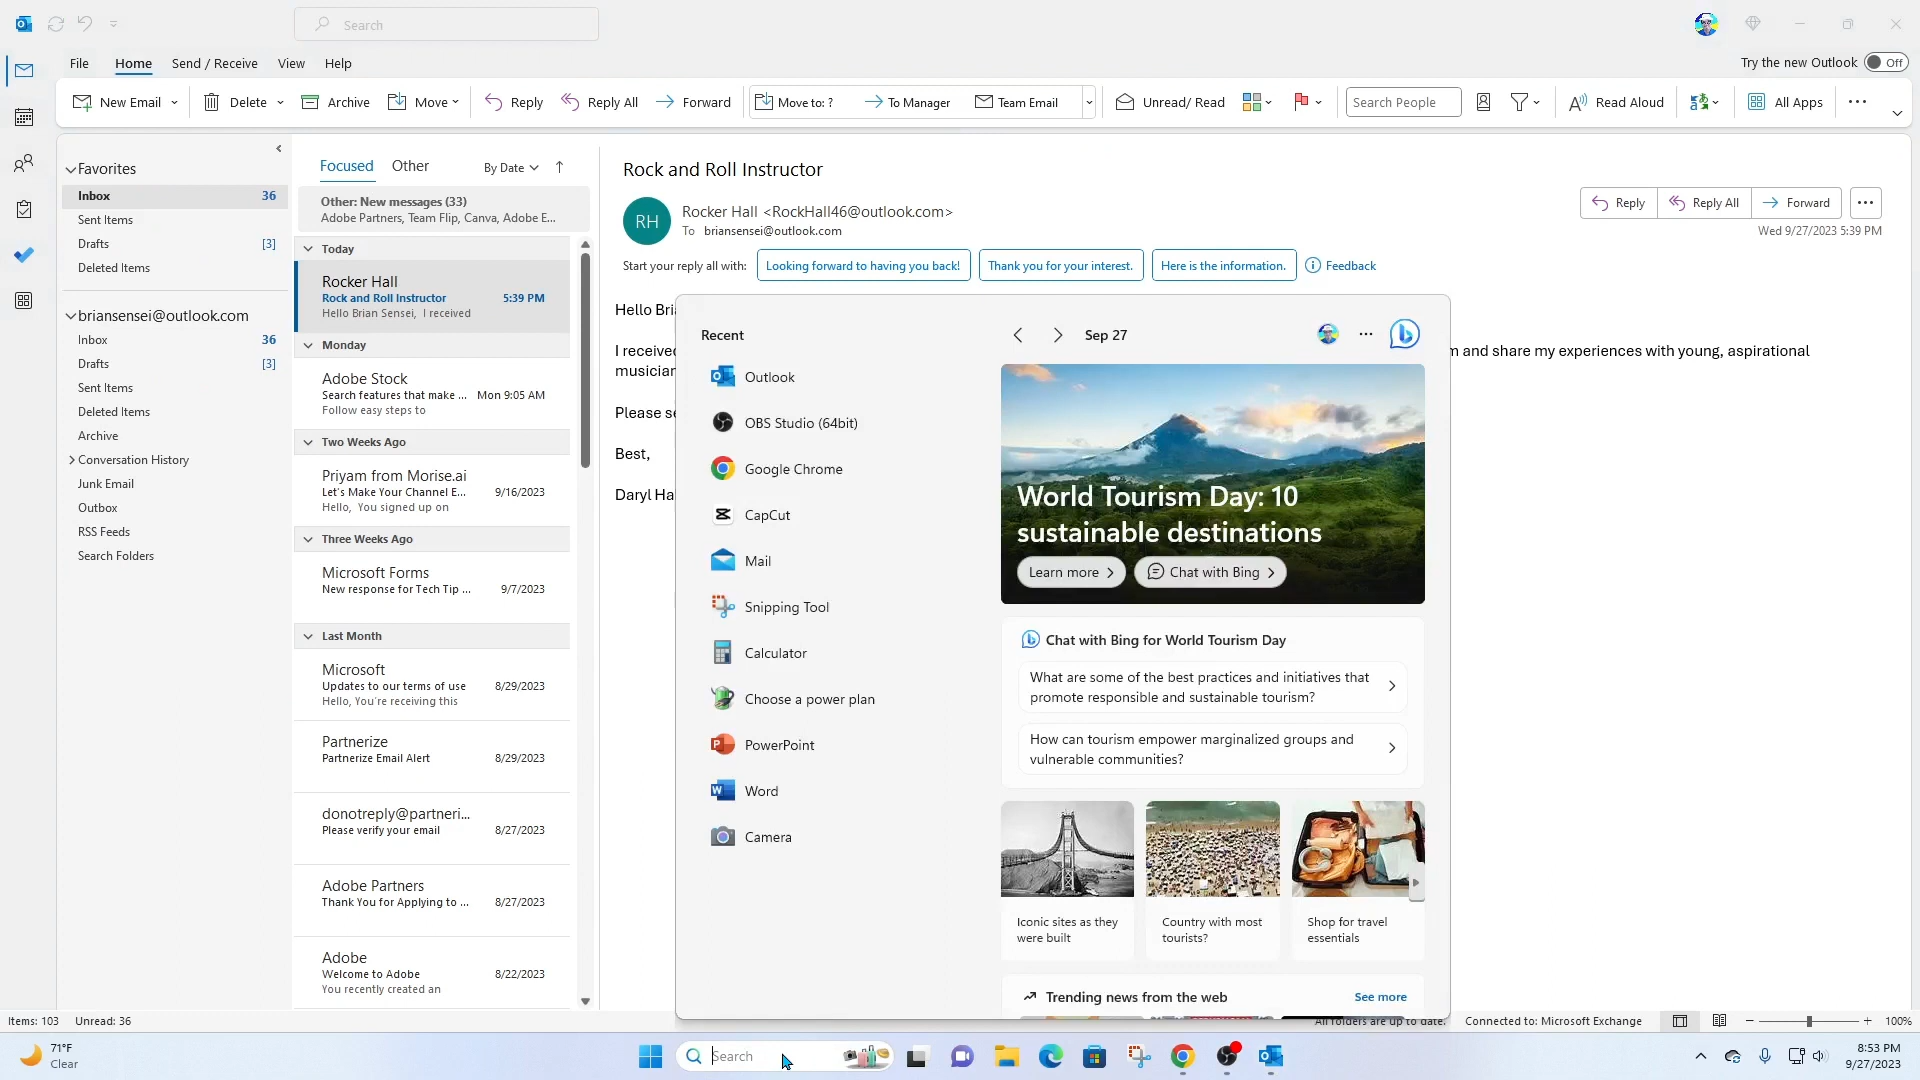 Search
File
Home
Send / Receive
View
Help
Try the new Outlook
Off
New Email
Delete
Archive
Move
Reply
Reply All
Forward
Move to: ?
To Manager
Team Email
Unread/ Read
Search People
Read Aloud
All Apps
Favorites
Inbox 36
Sent Items
Drafts [3]
Deleted Items
briansensei@outlook.com
Inbox 36
Drafts [3]
Sent Items
Deleted Items
Archive
Conversation History
Junk Email
Outbox
RSS Feeds
Search Folders
Focused
Other
By Date
Other: New messages (33)
Adobe Partners, Team Flip, Canva, Adobe E...
Today
Rocker Hall
Rock and Roll Instructor 5:39 PM
Hello Brian Sensei, I received
Monday
Adobe Stock
Search features that make ... Mon 9:05 AM
Follow easy steps to
Two Weeks Ago
Priyam from Morise.ai
Let's Make Your Channel E... 9/16/2023
Hello, You signed up on
Three Weeks Ago
Microsoft Forms
New response for Tech Tip ... 9/7/2023
Last Month
Microsoft
Updates to our terms of use 8/29/2023
Hello, You're receiving this
Partnerize
Partnerize Email Alert 8/29/2023
donotreply@partneri...
Please verify your email 8/27/2023
Adobe Partners
Thank You for Applying to ... 8/27/2023
Adobe
Welcome to Adobe 8/22/2023
You recently created an
Rock and Roll Instructor
RH
Rocker Hall <RockHall46@outlook.com>
To briansensei@outlook.com
Reply
Reply All
Forward
Wed 9/27/2023 5:39 PM
Start your reply all with:
Looking forward to having you back!
Thank you for your interest.
Here is the information.
Feedback
Hello Bri
I received
m and share my experiences with young, aspirational
musician
Please se
Best,
Daryl Ha
Recent
Outlook
OBS Studio (64bit)
Google Chrome
CapCut
Mail
Snipping Tool
Calculator
Choose a power plan
PowerPoint
Word
Camera
Sep 27
World Tourism Day: 10
sustainable destinations
Learn more
Chat with Bing
Chat with Bing for World Tourism Day
What are some of the best practices and initiatives that
promote responsible and sustainable tourism?
How can tourism empower marginalized groups and
vulnerable communities?
Iconic sites as they
were built
Country with most
tourists?
Shop for travel
essentials
Trending news from the web
See more
Items: 103
Unread: 36
All folders are up to date.
Connected to: Microsoft Exchange
100%
71°F
Clear
Search
8:53 PM
9/27/2023